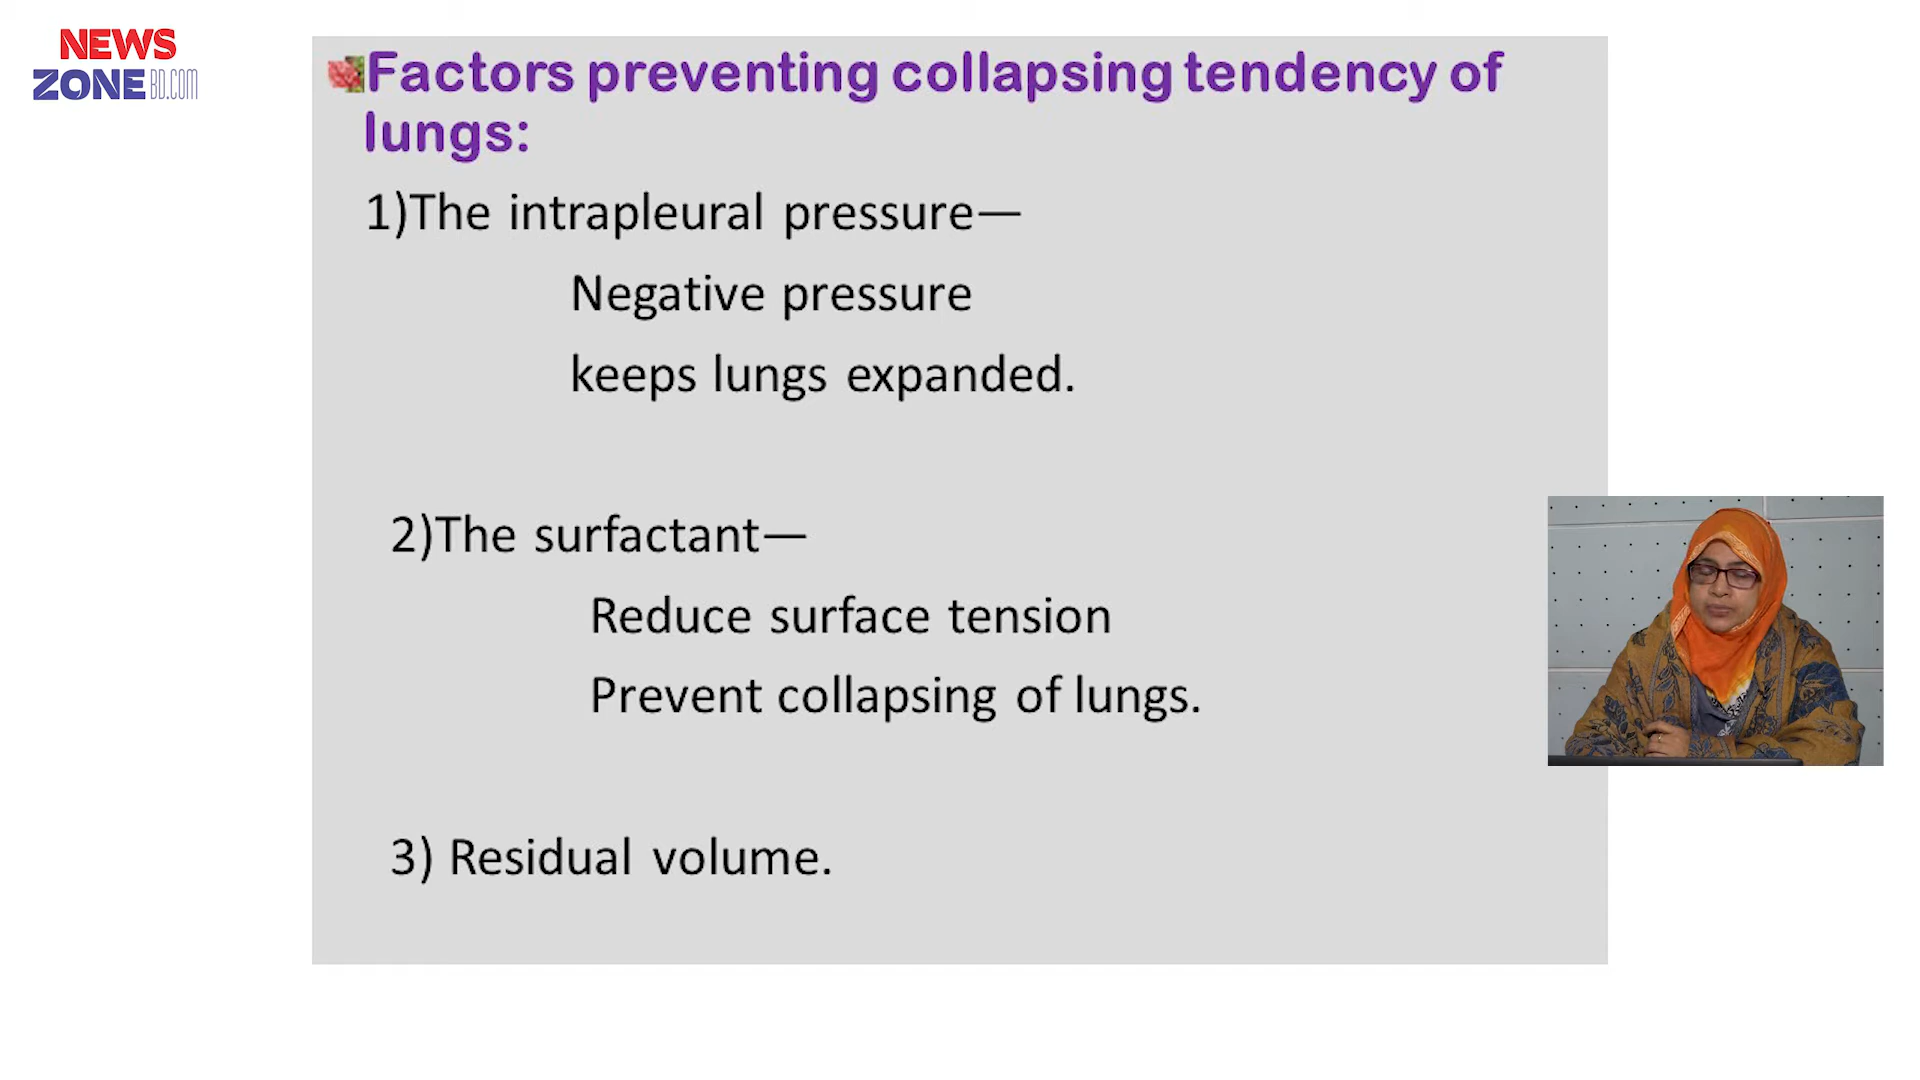 NEWS
ZONE BD.COM
Factors preventing collapsing tendency of
lungs:
1)The intrapleural pressure—
Negative pressure
keeps lungs expanded.
2)The surfactant—
Reduce surface tension
Prevent collapsing of lungs.
3) Residual volume.